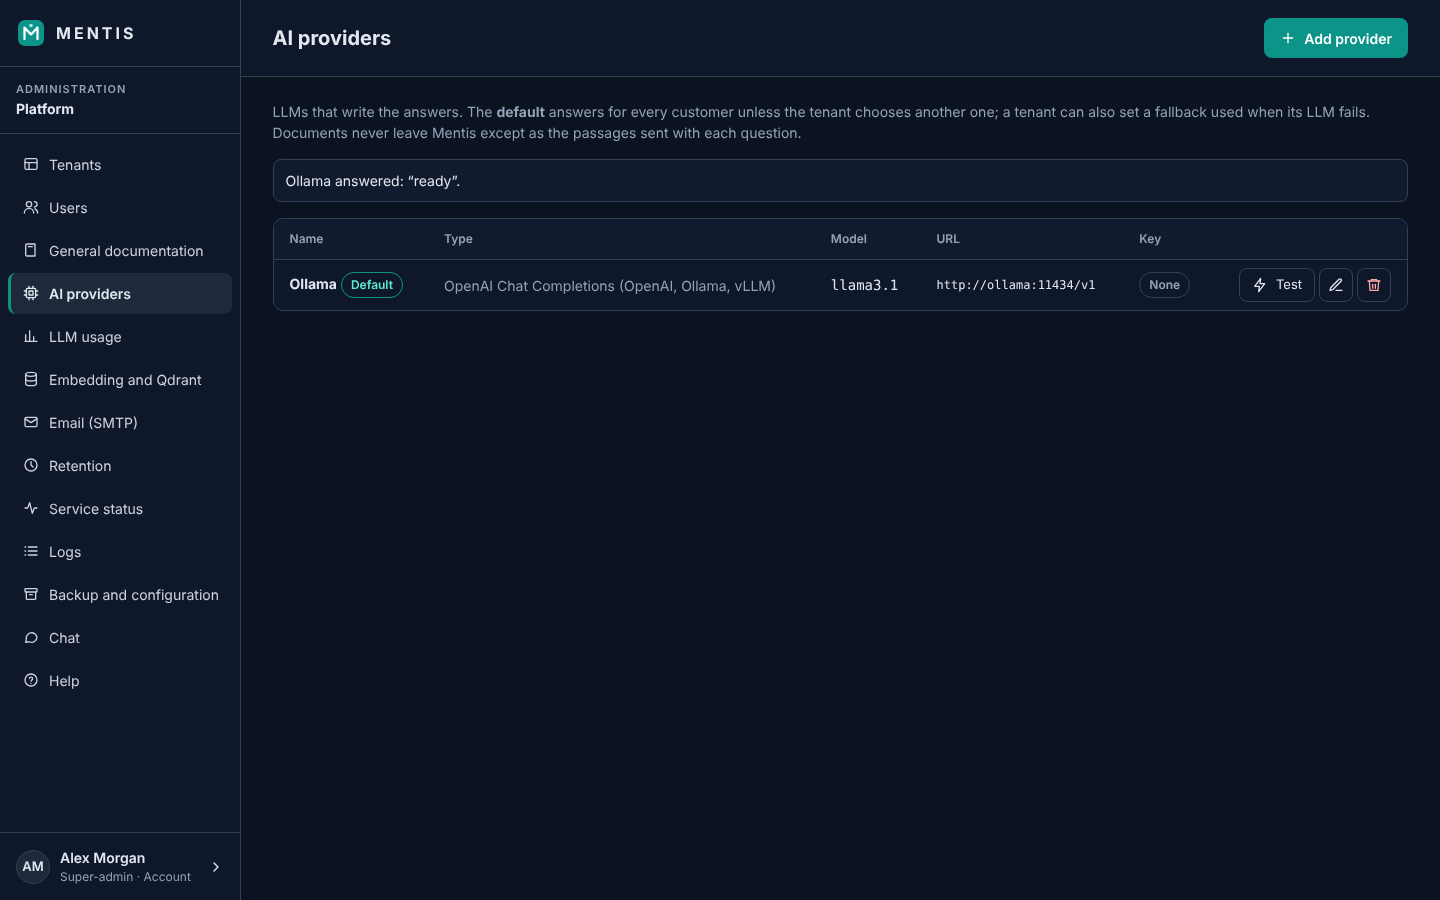 MENTIS
ADMINISTRATION
Platform
Tenants
Users
General documentation
AI providers
LLM usage
Embedding and Qdrant
Email (SMTP)
Retention
Service status
Logs
Backup and configuration
Chat
Help
AM
Alex Morgan
Super-admin · Account
AI providers
Add provider
LLMs that write the answers. The default answers for every customer unless the tenant chooses another one; a tenant can also set a fallback used when its LLM fails.
Documents never leave Mentis except as the passages sent with each question.
Ollama answered: “ready”.
Name Type Model URL Key
Ollama Default OpenAI Chat Completions (OpenAI, Ollama, vLLM) llama3.1 http://ollama:11434/v1 None Test